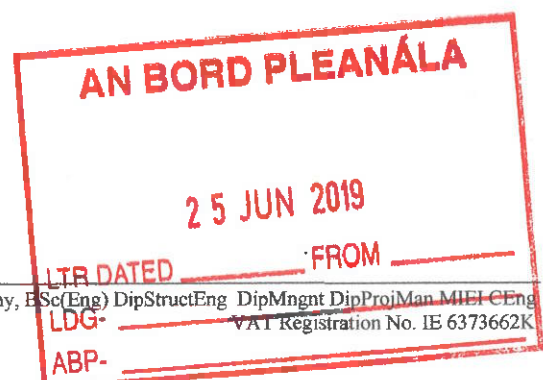 AN BORD PLEANÁLA
25 JUN 2019
LTR DATED FROM
BSc(Eng) DipStructEng DipMngnt DipProjMan MIEI CEng
LDG- VAT Registration No. IE 6373662K
ABP-